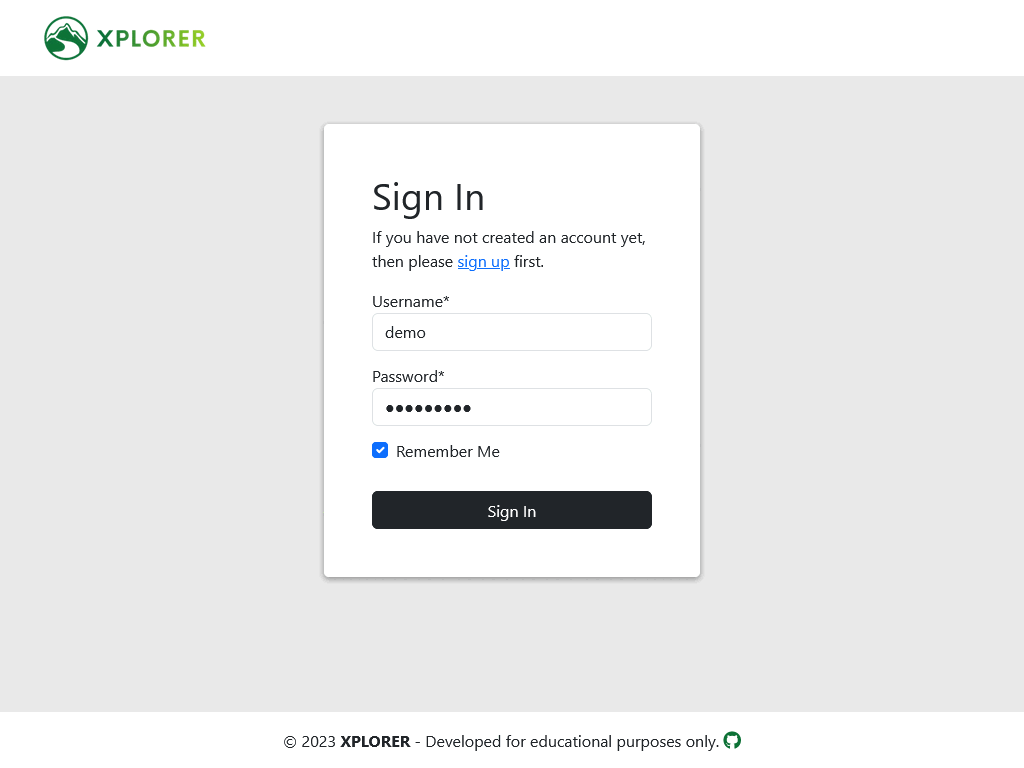 XPLORER
Sign In
If you have not created an account yet,
then please sign up first.
Username*
demo
Password*
●●●●●●●●●
Remember Me
Sign In
© 2023 XPLORER - Developed for educational purposes only.